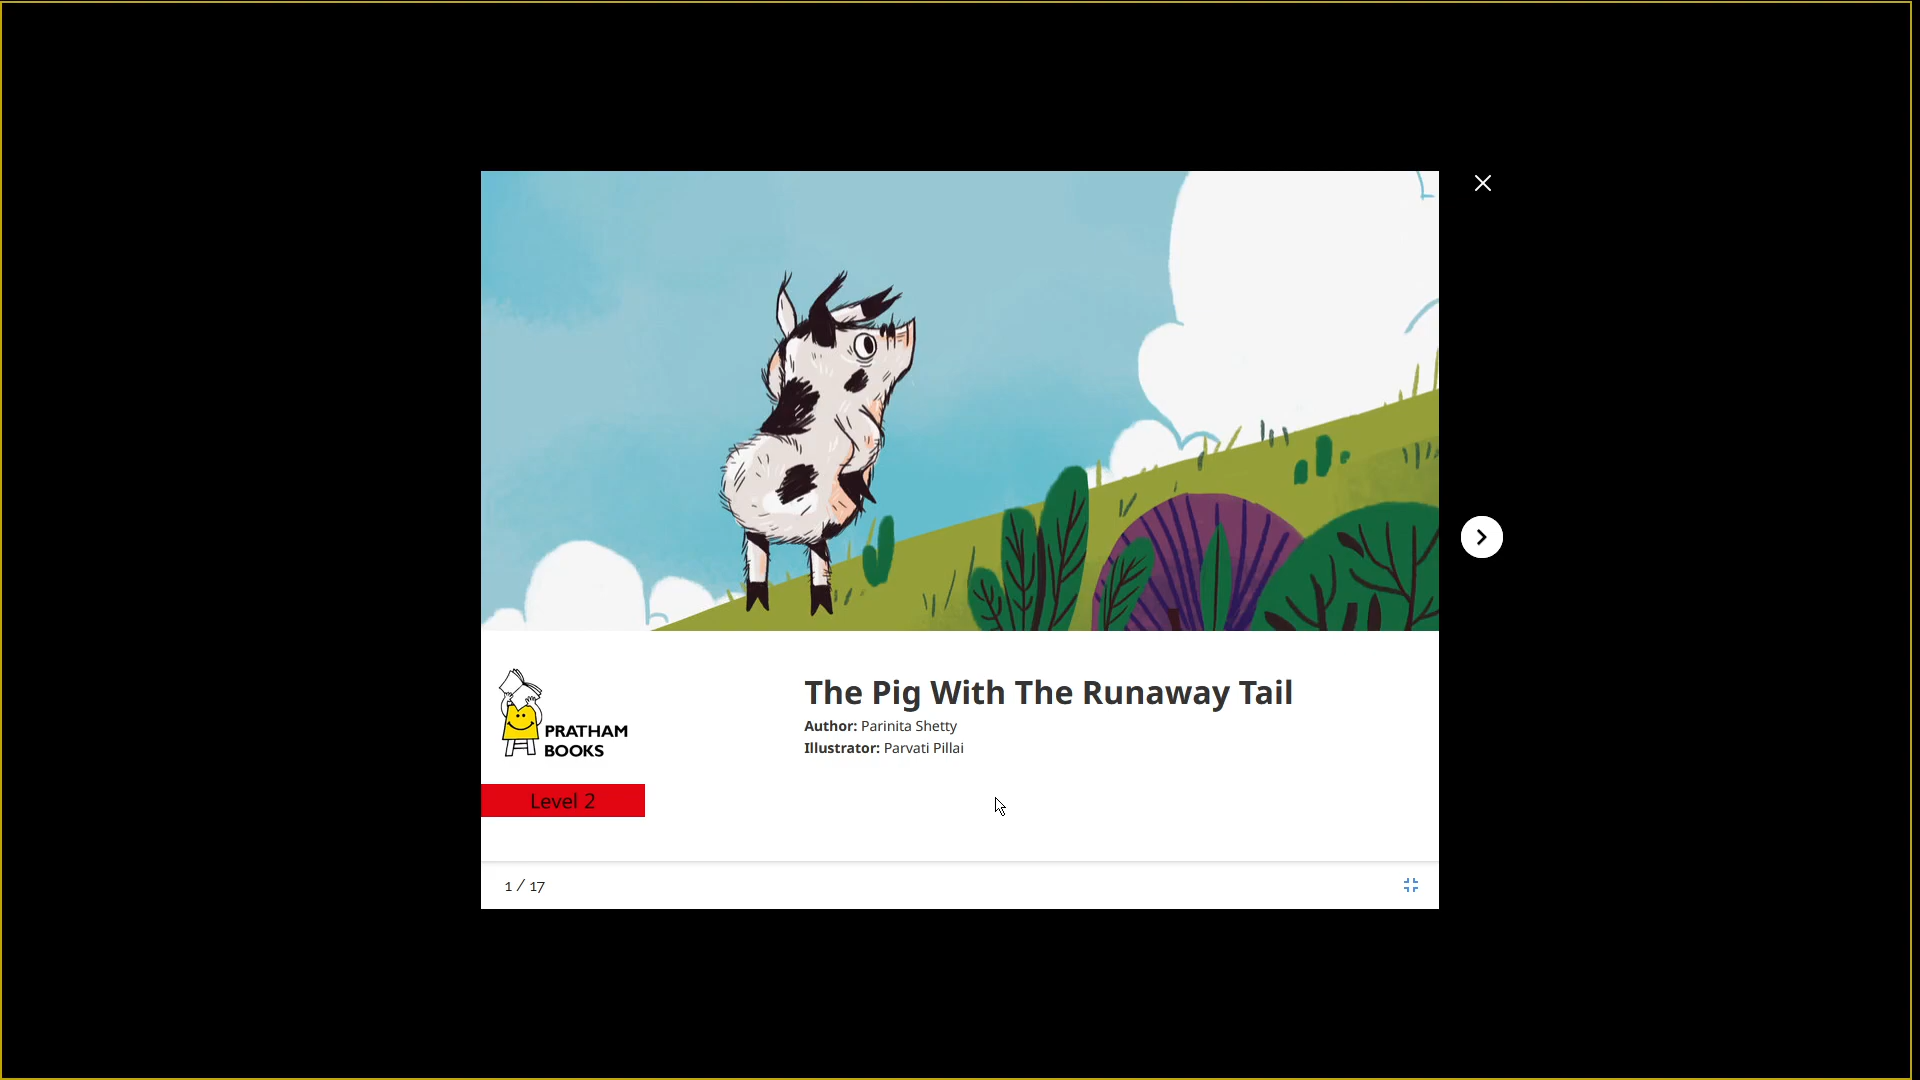 The Pig With The Runaway Tail
Author: Parinita Shetty
Illustrator: Parvati Pillai
PRATHAM
BOOKS
Level 2
1 / 17